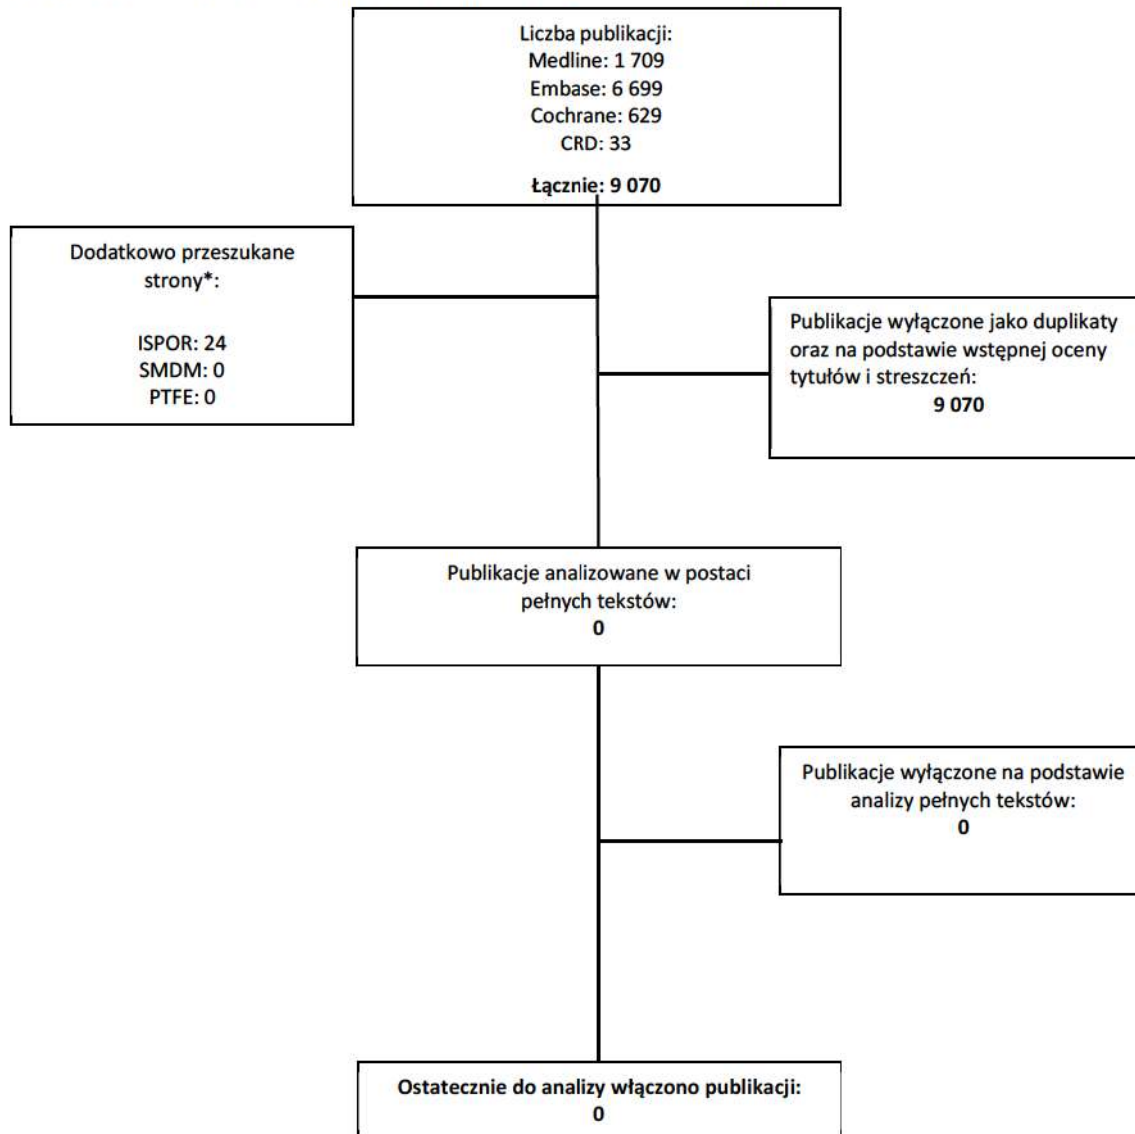 Liczba publikacji:
Medline: 1 709
Embase: 6 699
Cochrane: 629
CRD: 33
Łącznie: 9 070
Dodatkowo przeszukane
strony*:
ISPOR: 24
SMDM: 0
PTFE: 0
Publikacje wyłączone jako duplikaty
oraz na podstawie wstępnej oceny
tytułów i streszczeń:
9 070
Publikacje analizowane w postaci
pełnych tekstów:
0
Publikacje wyłączone na podstawie
analizy pełnych tekstów:
0
Ostatecznie do analizy włączono publikacji:
0